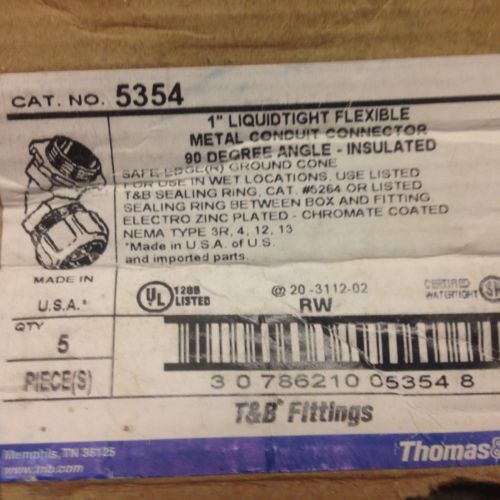 CAT. NO. 5354
1" LIQUIDTIGHT FLEXIBLE
METAL CONDUIT CONNECTOR
90 DEGREE ANGLE - INSULATED
SAFE-EDGE(R) GROUND CONE
FOR USE IN WET LOCATIONS, USE LISTED
T&B SEALING RING, CAT. #5264 OR LISTED
SEALING RING BETWEEN BOX AND FITTING
ELECTRO ZINC PLATED - CHROMATE COATED
NEMA TYPE 3R, 4, 12, 13
*Made in U.S.A. of U.S.
and imported parts.
MADE IN
U.S.A.*
UL 128B
LISTED
@ 20-3112-02
RW
CERTIFIED
WATERTIGHT
QTY
5
PIECE(S)
3 0 786210 05354 8
T&B® Fittings
Memphis, TN 38125
www.tnb.com
Thomas&